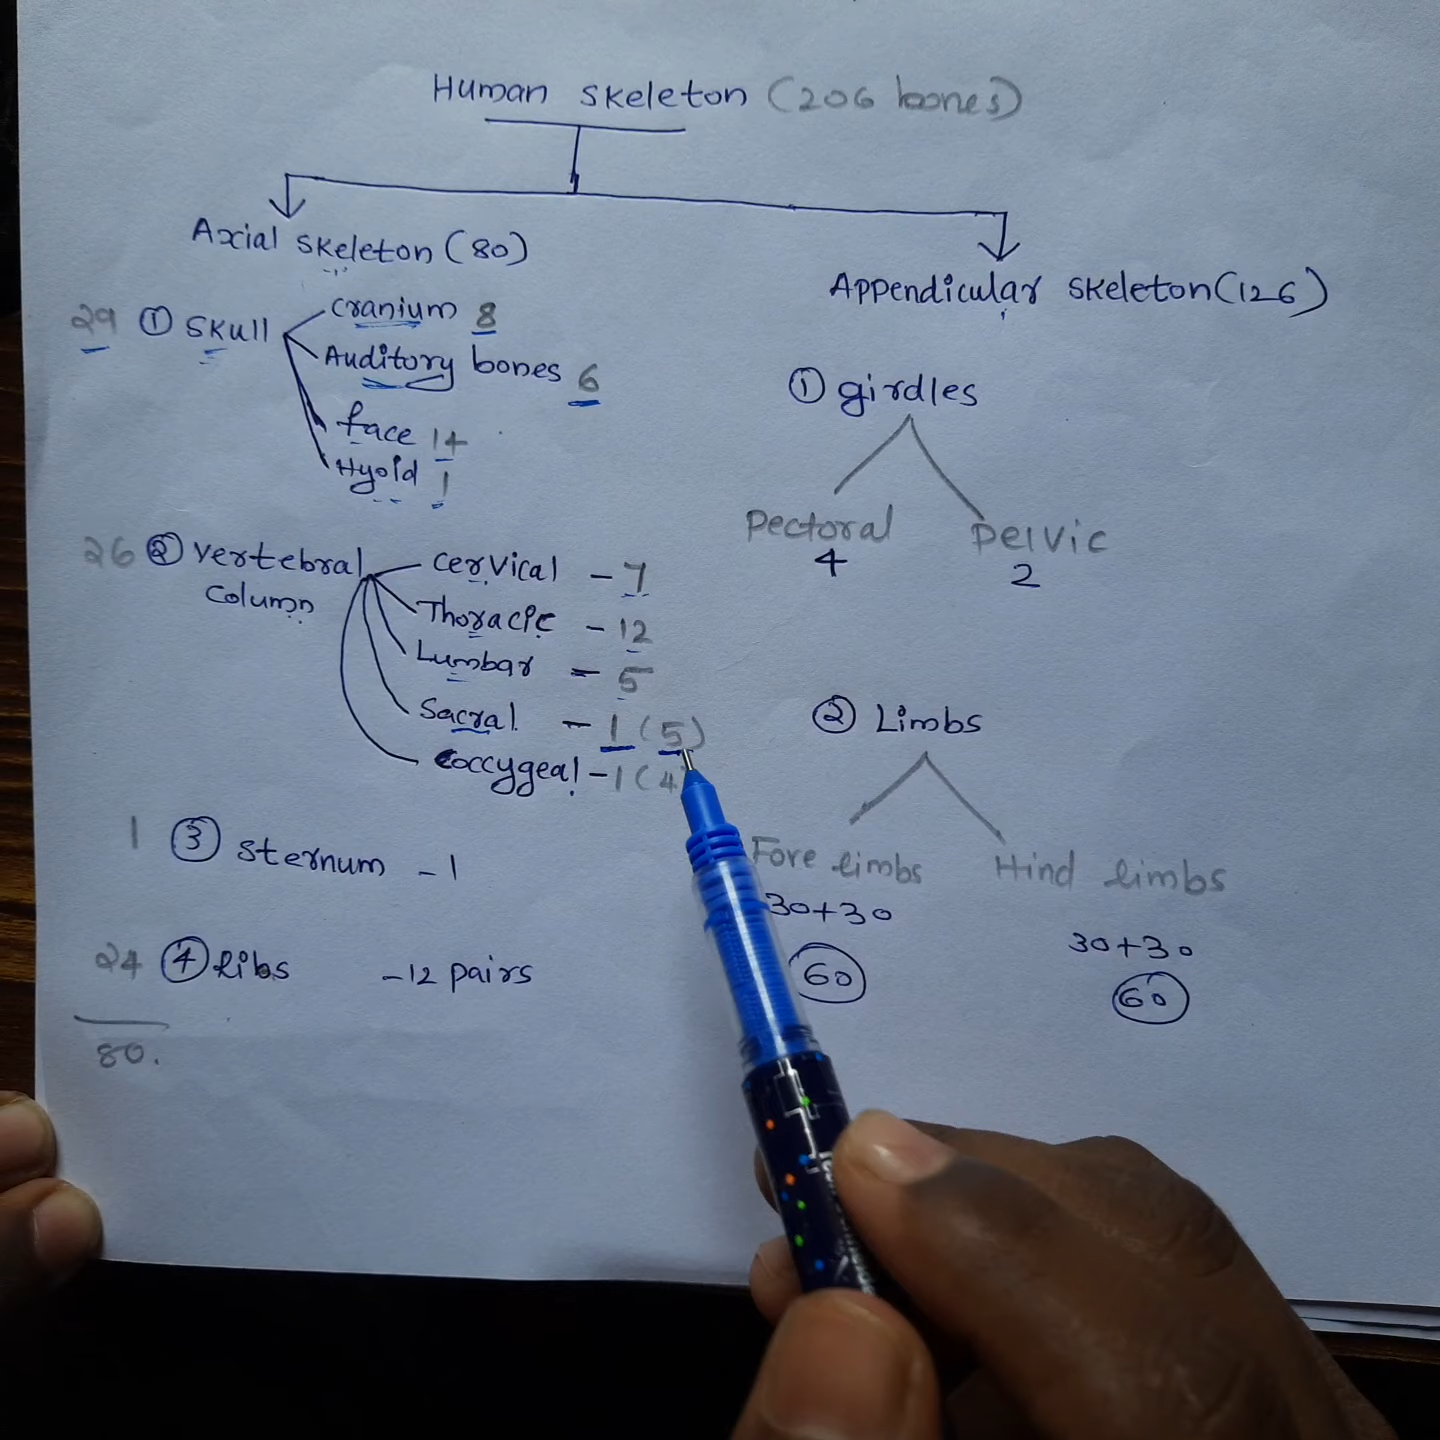 Human skeleton (206 bones)
Axial skeleton (80)
Appendicular skeleton (126)
29 ① Skull
cranium 8
Auditory bones 6
face 14
Hyoid 1
26 ② Vertebral column
Cervical - 7
Thoracic - 12
Lumbar - 5
Sacral - 1 (5)
Coccygeal - 1 (4)
1 ③ Sternum - 1
24 ④ Ribs - 12 pairs
80.
① girdles
Pectoral
4
Pelvic
2
② Limbs
Fore limbs
30+30
60
Hind limbs
30+30
60